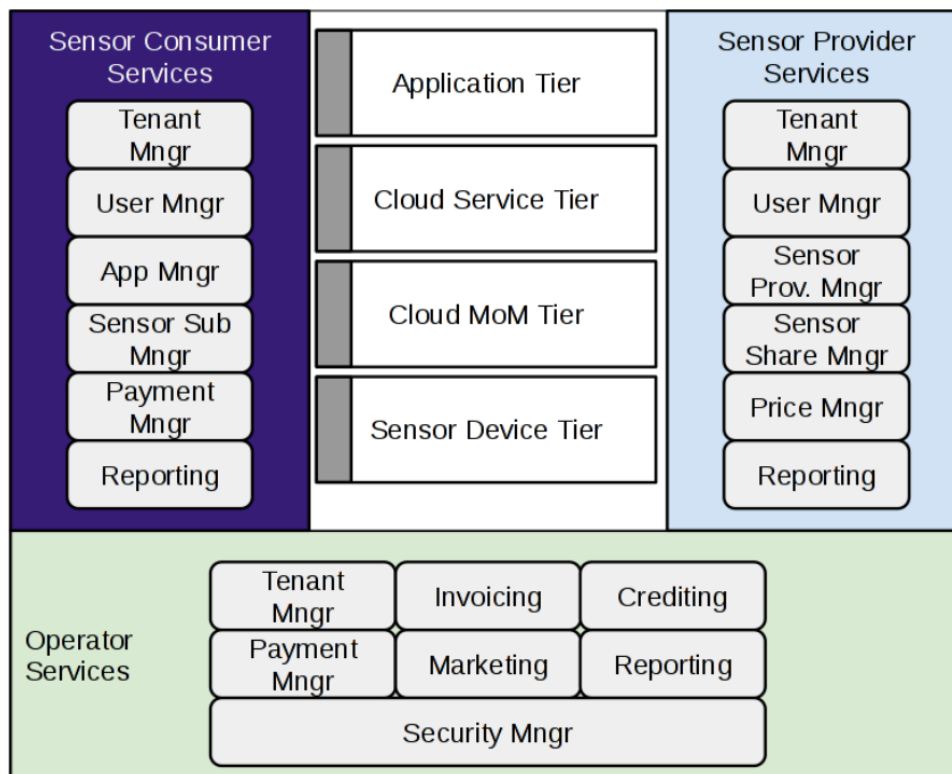 Sensor Consumer
Services
Tenant
Mngr
User Mngr
App Mngr
Sensor Sub
Mngr
Payment
Mngr
Reporting
Application Tier
Cloud Service Tier
Cloud MoM Tier
Sensor Device Tier
Sensor Provider
Services
Tenant
Mngr
User Mngr
Sensor
Prov. Mngr
Sensor
Share Mngr
Price Mngr
Reporting
Operator
Services
Tenant
Mngr
Invoicing
Crediting
Payment
Mngr
Marketing
Reporting
Security Mngr